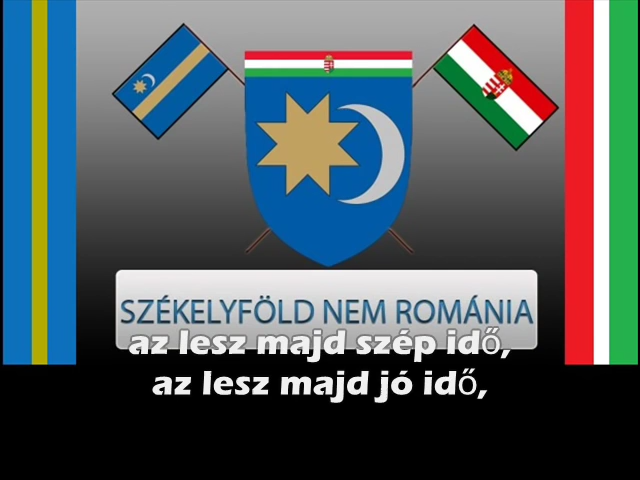 SZÉKELYFÖLD NEM ROMÁNIA
az lesz majd szép idő,
az lesz majd jó idő,